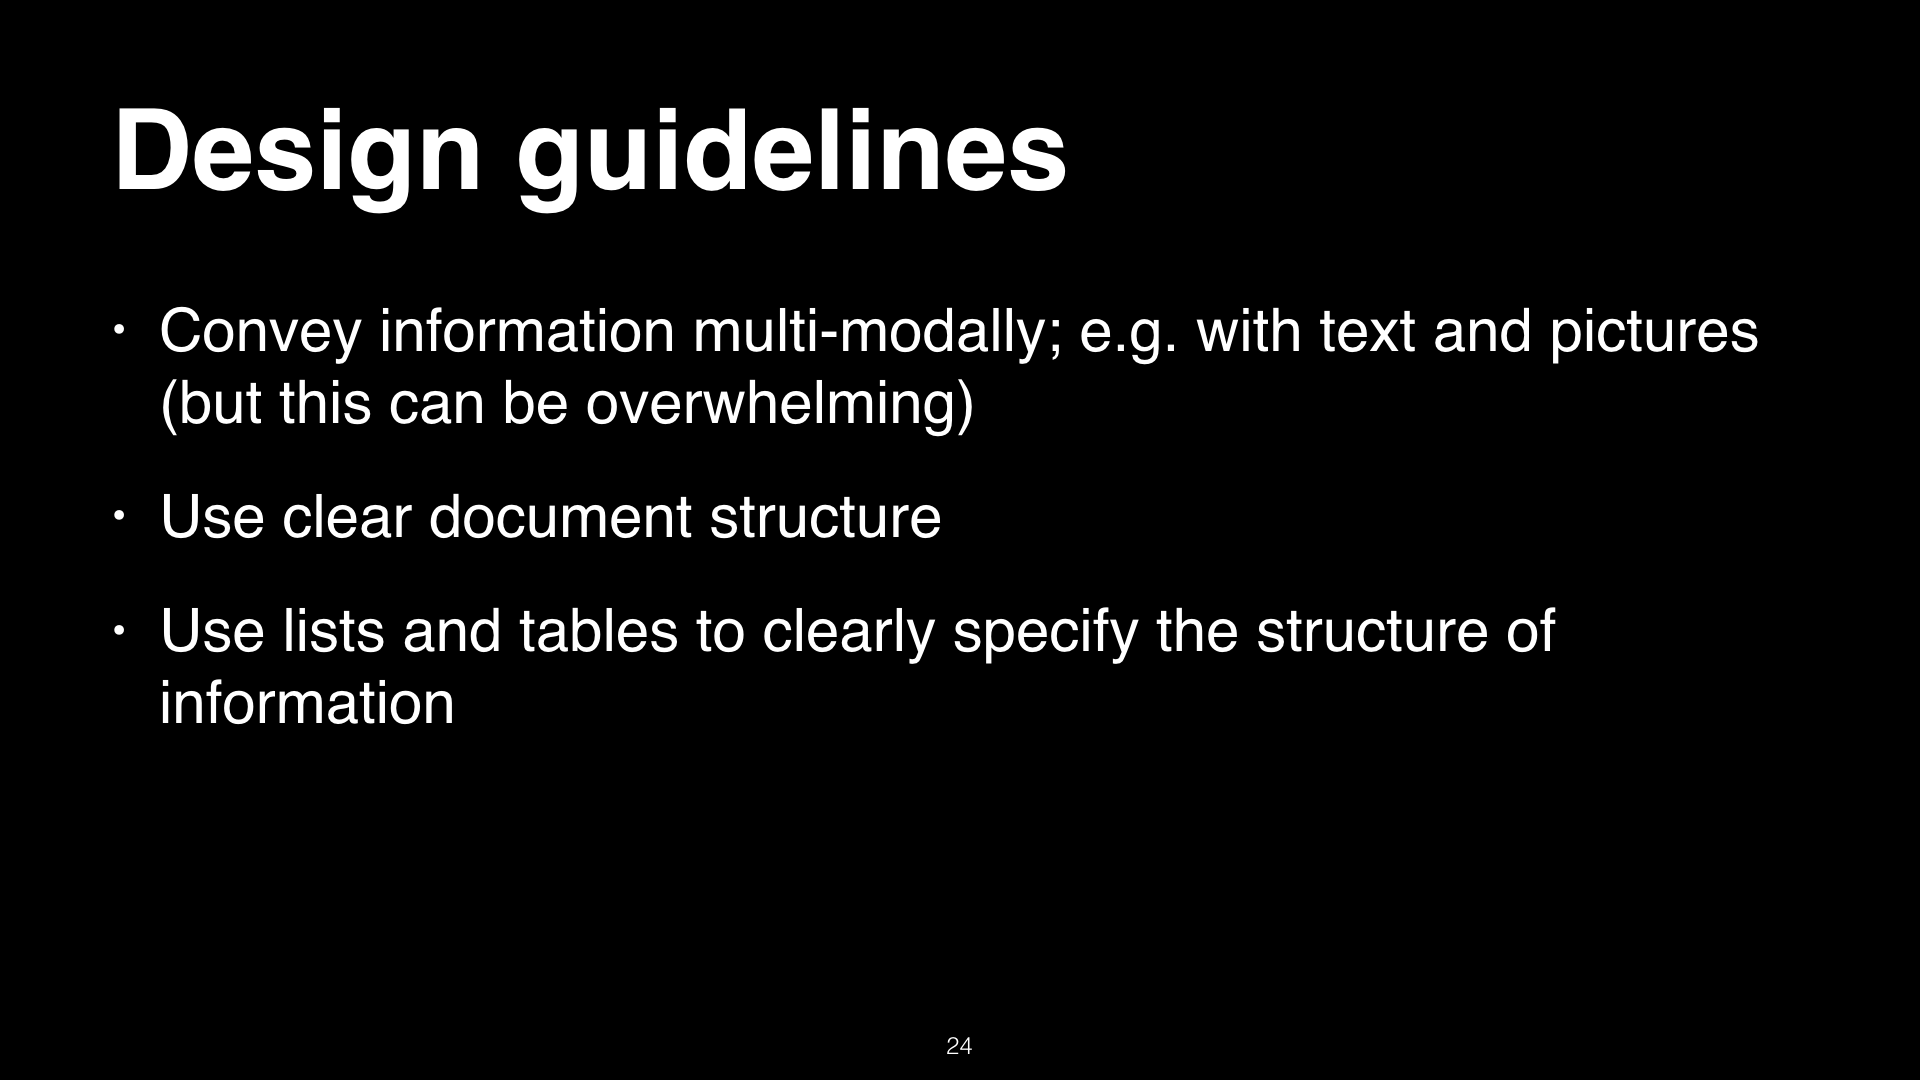 Design guidelines
• Convey information multi-modally; e.g. with text and pictures
(but this can be overwhelming)
• Use clear document structure
• Use lists and tables to clearly specify the structure of
information
24